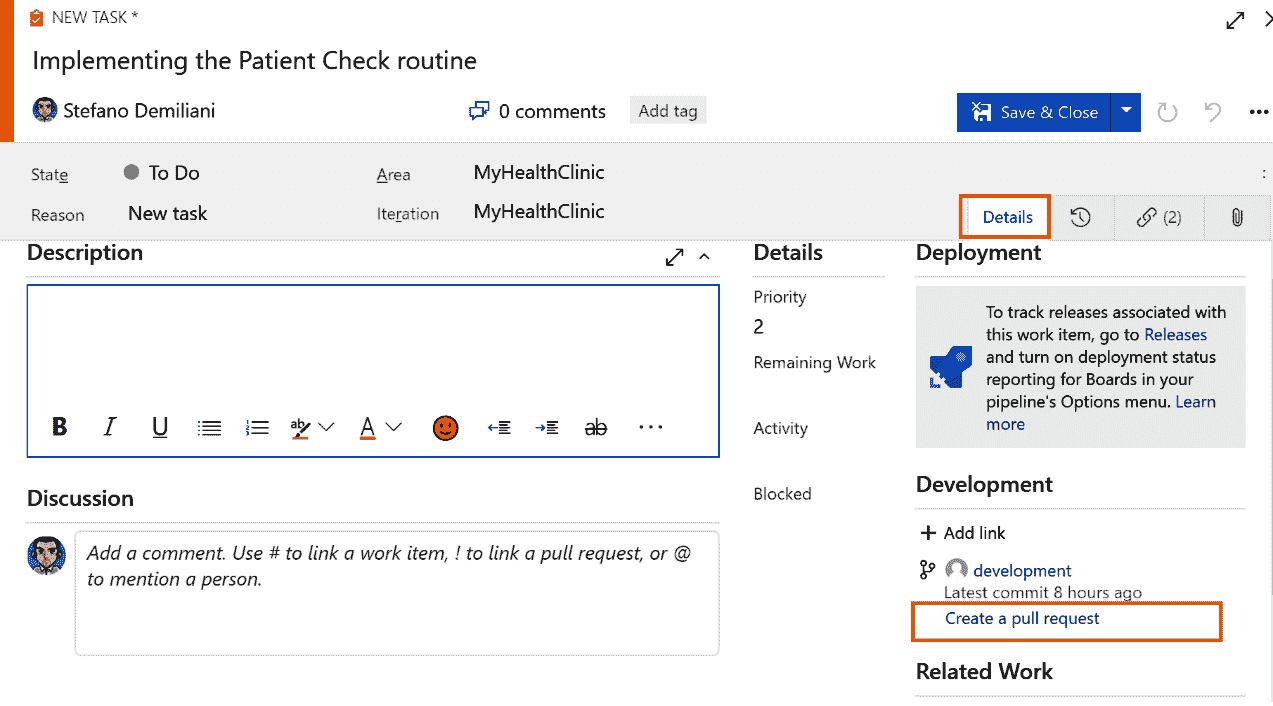 NEW TASK *
Implementing the Patient Check routine
Stefano Demiliani
0 comments
Add tag
Save & Close
State
To Do
Area
MyHealthClinic
Reason
New task
Iteration
MyHealthClinic
Details
(2)
Description
Details
Deployment
Priority
2
Remaining Work
Activity
Blocked
To track releases associated with
this work item, go to Releases
and turn on deployment status
reporting for Boards in your
pipeline's Options menu. Learn
more
B I U ab A ab
Discussion
Add a comment. Use # to link a work item, ! to link a pull request, or @
to mention a person.
Development
+ Add link
development
Latest commit 8 hours ago
Create a pull request
Related Work